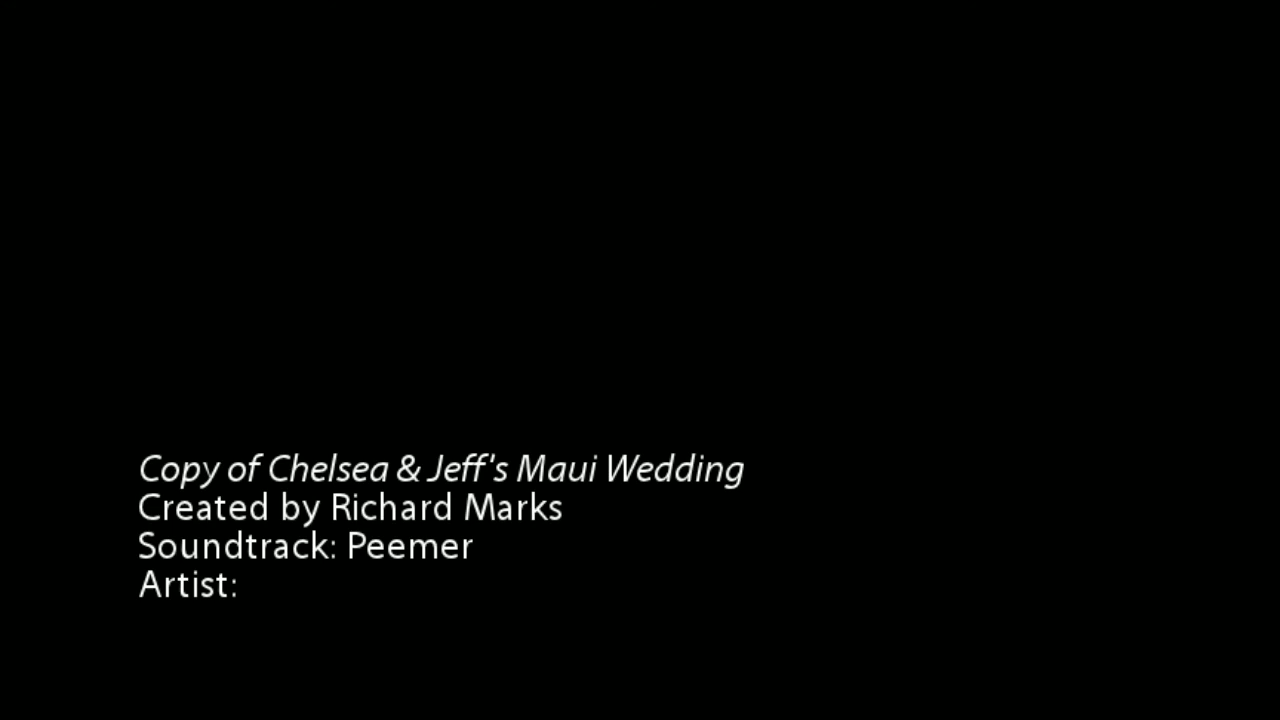 Copy of Chelsea & Jeff's Maui Wedding
Created by Richard Marks
Soundtrack: Peemer
Artist: